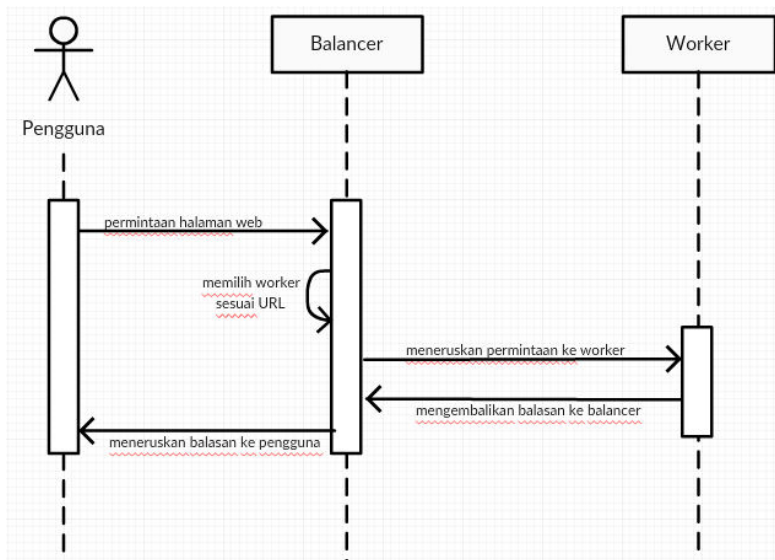 Balancer
Worker
Pengguna
permintaan halaman web
memilih worker
sesuai URL
meneruskan permintaan ke worker
mengembalikan balasan ke balancer
meneruskan balasan ke pengguna